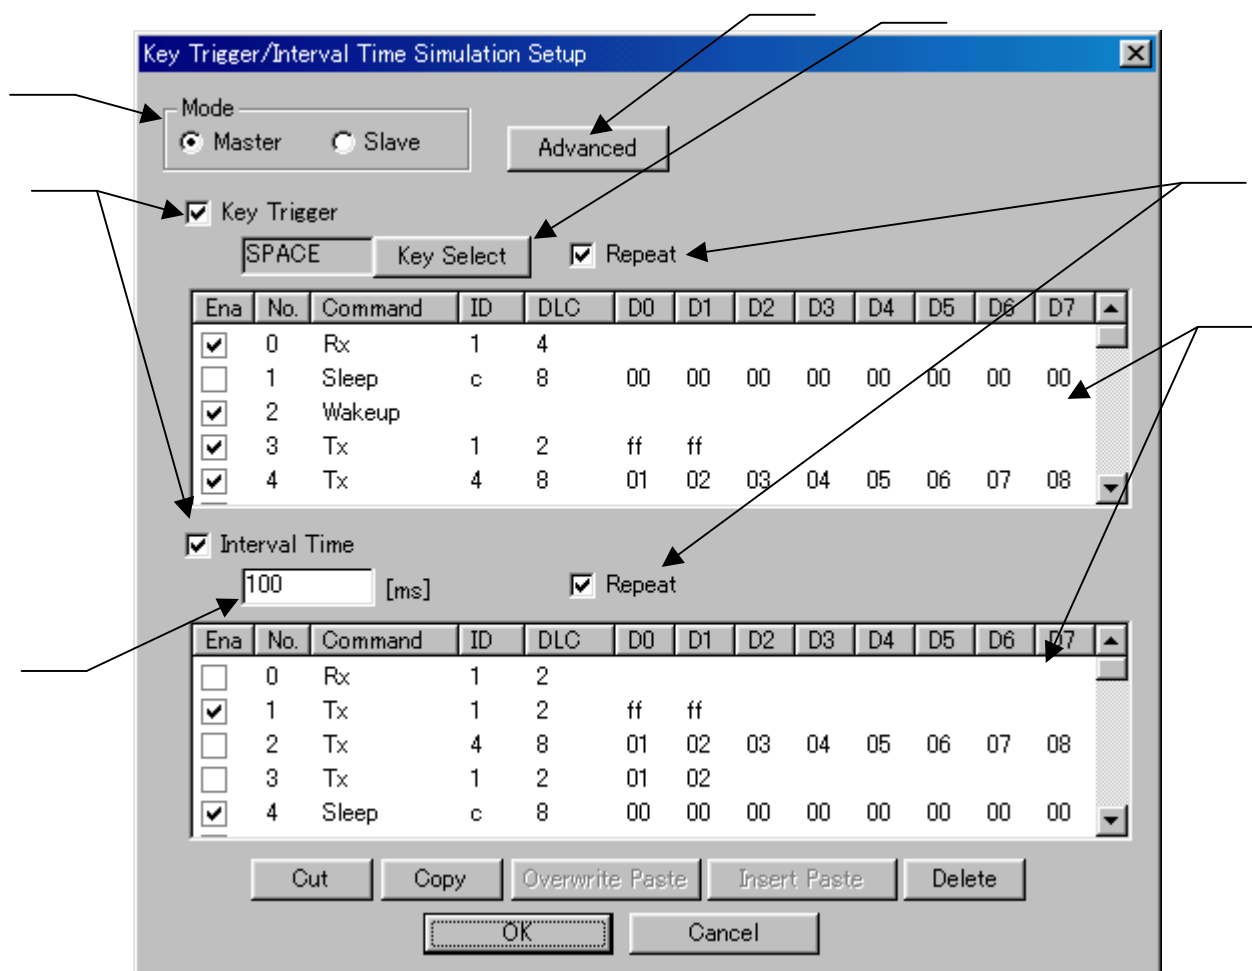 Key Trigger/Interval Time Simulation Setup
Mode
Master Slave
Advanced
Key Trigger
SPACE Key Select Repeat
Ena No. Command ID DLC D0 D1 D2 D3 D4 D5 D6 D7
0 Rx 1 4
1 Sleep c 8 00 00 00 00 00 00 00 00
2 Wakeup
3 Tx 1 2 ff ff
4 Tx 4 8 01 02 03 04 05 06 07 08
Interval Time
100 [ms] Repeat
Ena No. Command ID DLC D0 D1 D2 D3 D4 D5 D6 D7
0 Rx 1 2
1 Tx 1 2 ff ff
2 Tx 4 8 01 02 03 04 05 06 07 08
3 Tx 1 2 01 02
4 Sleep c 8 00 00 00 00 00 00 00 00
Cut Copy Overwrite Paste Insert Paste Delete
OK Cancel